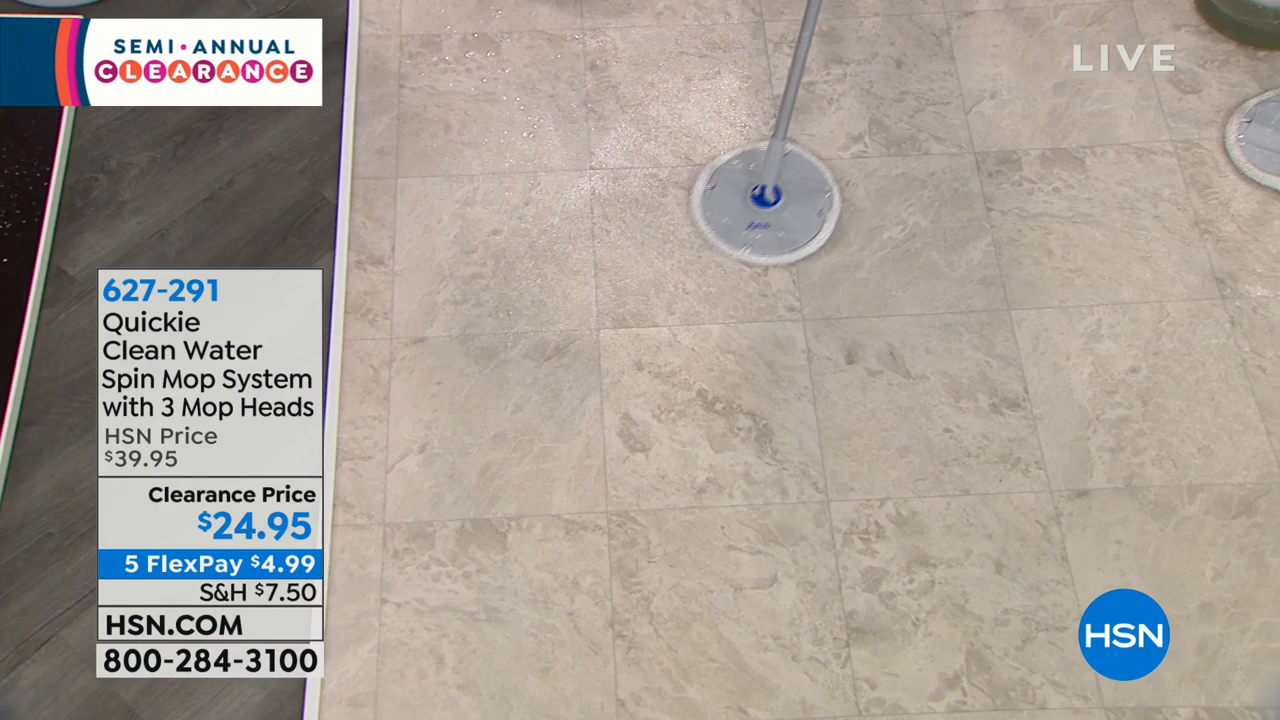 SEMI•ANNUAL
CLEARANCE
LIVE
627-291
Quickie
Clean Water
Spin Mop System
with 3 Mop Heads
HSN Price
$39.95
Clearance Price
$24.95
5 FlexPay $4.99
S&H $7.50
HSN.COM
800-284-3100
HSN